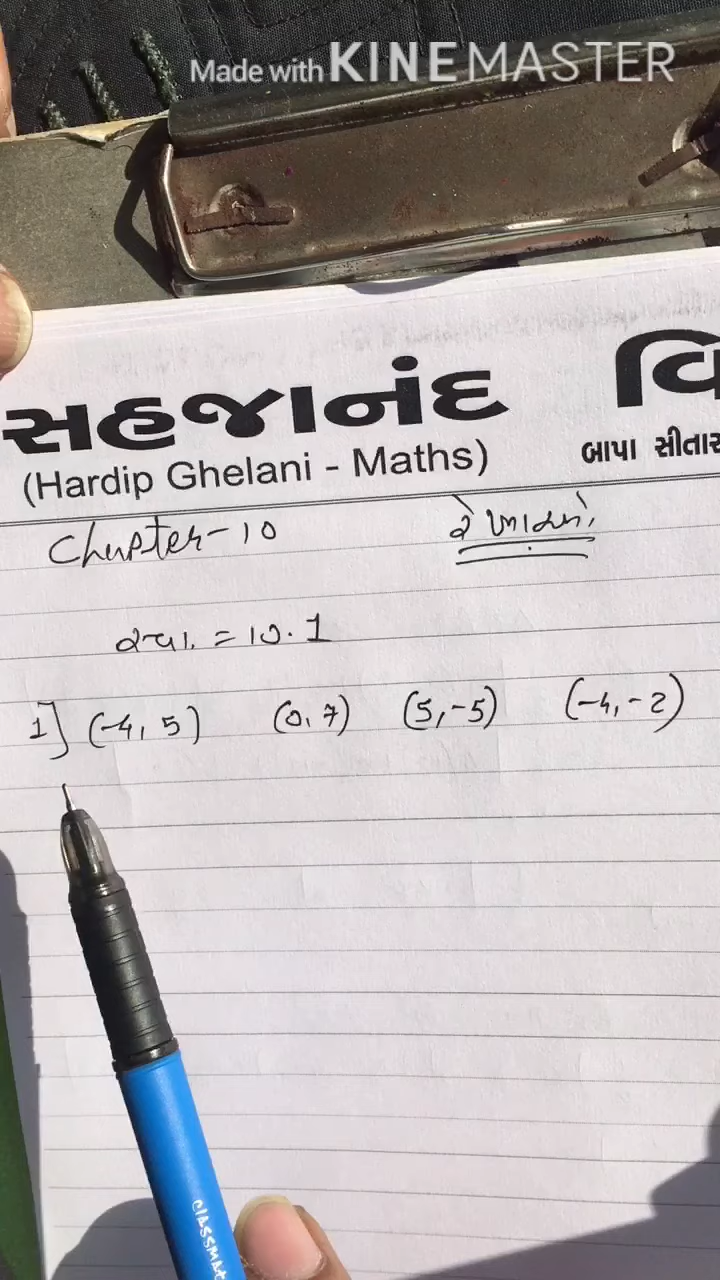 Made with KINEMASTER
સહજાનંદ વિ
(Hardip Ghelani - Maths)
બાપા સીતારા
Chapter-10
રેખાઓ
સ્વા. = 10.1
1] (-4, 5) (0, 7) (5, -5) (-4, -2)
CLASSMAT